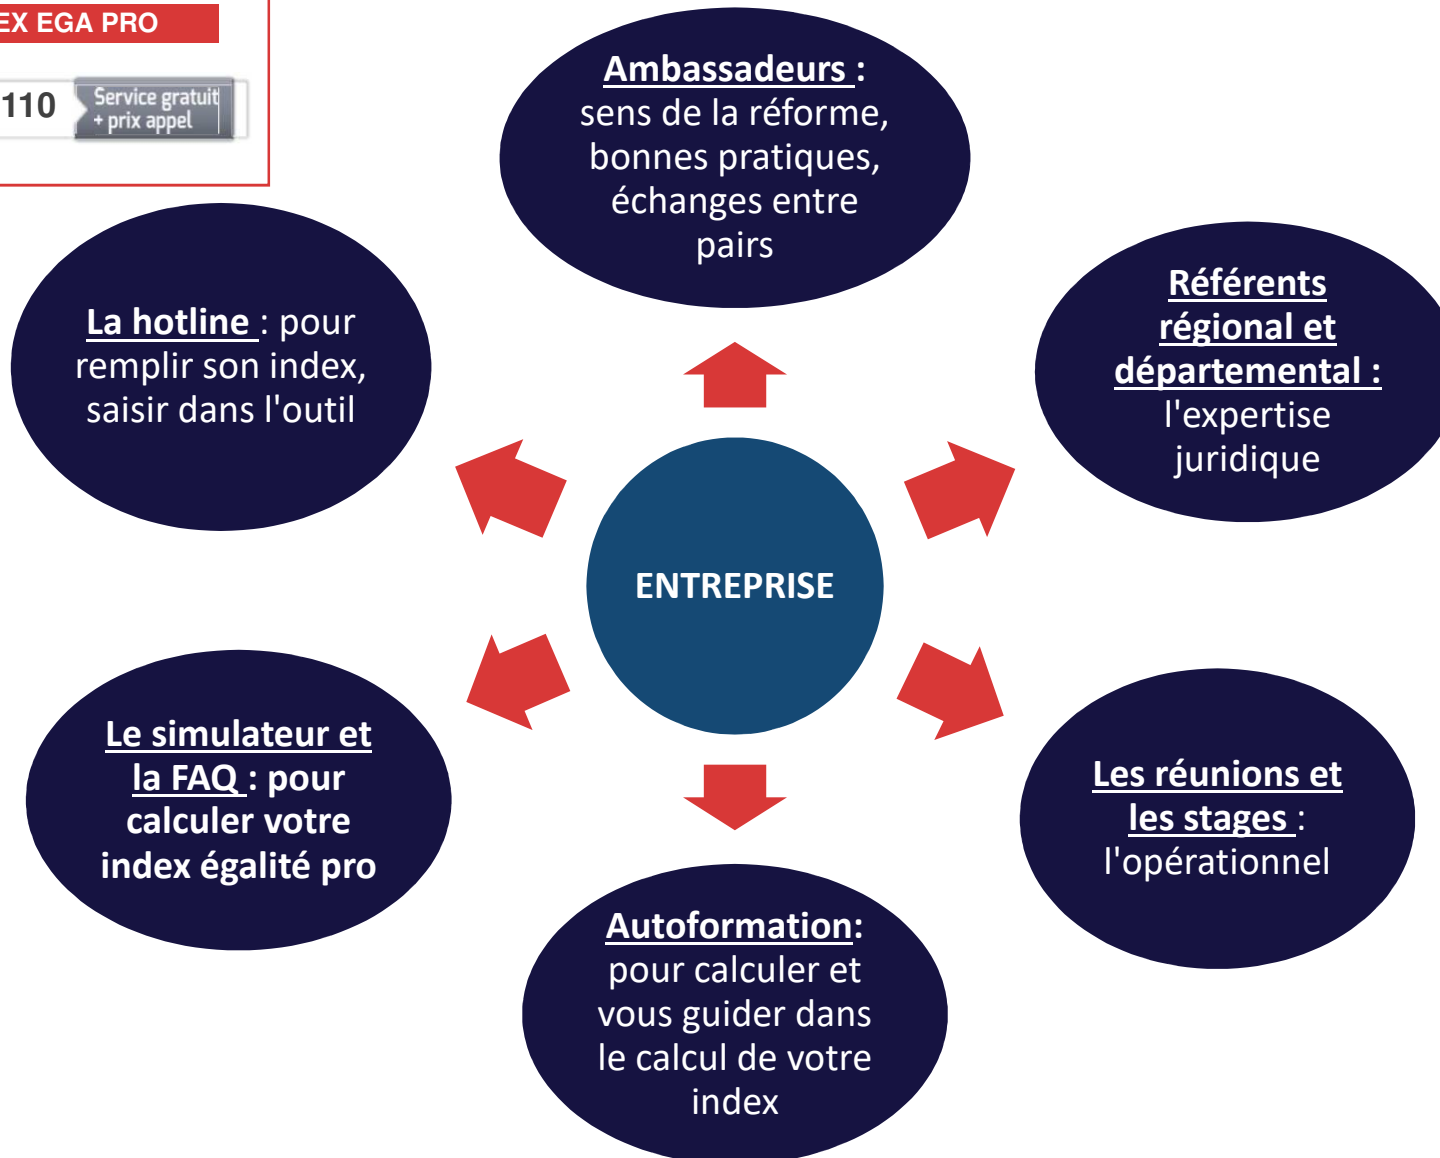 EX EGA PRO
110
Service gratuit
+ prix appel
Ambassadeurs :
sens de la réforme,
bonnes pratiques,
échanges entre
pairs
La hotline : pour
remplir son index,
saisir dans l'outil
Référents
régional et
départemental :
l'expertise
juridique
ENTREPRISE
Le simulateur et
la FAQ : pour
calculer votre
index égalité pro
Les réunions et
les stages :
l'opérationnel
Autoformation:
pour calculer et
vous guider dans
le calcul de votre
index